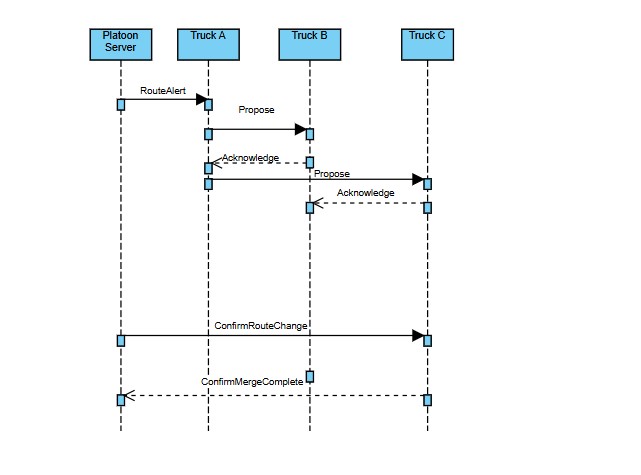 Platoon
Server
Truck A
Truck B
Truck C
RouteAlert
Propose
Acknowledge
Propose
Acknowledge
ConfirmRouteChange
ConfirmMergeComplete